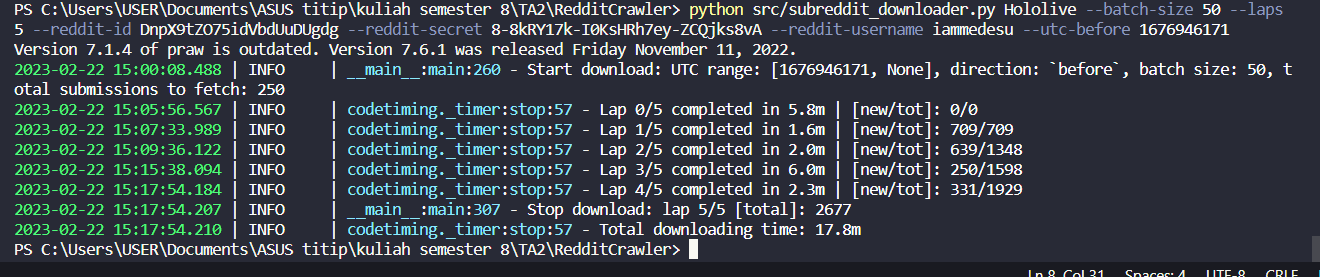 PS C:\Users\USER\Documents\ASUS titip\kuliah semester 8\TA2\RedditCrawler> python src/subreddit_downloader.py Hololive --batch-size 50 --laps
5 --reddit-id DnpX9tZO75idVbdUuDUgdg --reddit-secret 8-8kRY17k-I0KsHRh7ey-ZCQjks8vA --reddit-username iammedesu --utc-before 1676946171
Version 7.1.4 of praw is outdated. Version 7.6.1 was released Friday November 11, 2022.
2023-02-22 15:00:08.488 | INFO     | __main__:main:260 - Start download: UTC range: [1676946171, None], direction: `before`, batch size: 50, t
otal submissions to fetch: 250
2023-02-22 15:05:56.567 | INFO     | codetiming._timer:stop:57 - Lap 0/5 completed in 5.8m | [new/tot]: 0/0
2023-02-22 15:07:33.989 | INFO     | codetiming._timer:stop:57 - Lap 1/5 completed in 1.6m | [new/tot]: 709/709
2023-02-22 15:09:36.122 | INFO     | codetiming._timer:stop:57 - Lap 2/5 completed in 2.0m | [new/tot]: 639/1348
2023-02-22 15:15:38.094 | INFO     | codetiming._timer:stop:57 - Lap 3/5 completed in 6.0m | [new/tot]: 250/1598
2023-02-22 15:17:54.184 | INFO     | codetiming._timer:stop:57 - Lap 4/5 completed in 2.3m | [new/tot]: 331/1929
2023-02-22 15:17:54.207 | INFO     | __main__:main:307 - Stop download: lap 5/5 [total]: 2677
2023-02-22 15:17:54.210 | INFO     | codetiming._timer:stop:57 - Total downloading time: 17.8m
PS C:\Users\USER\Documents\ASUS titip\kuliah semester 8\TA2\RedditCrawler>
Ln 8, Col 31 Spaces: 4 UTF-8 CRLF